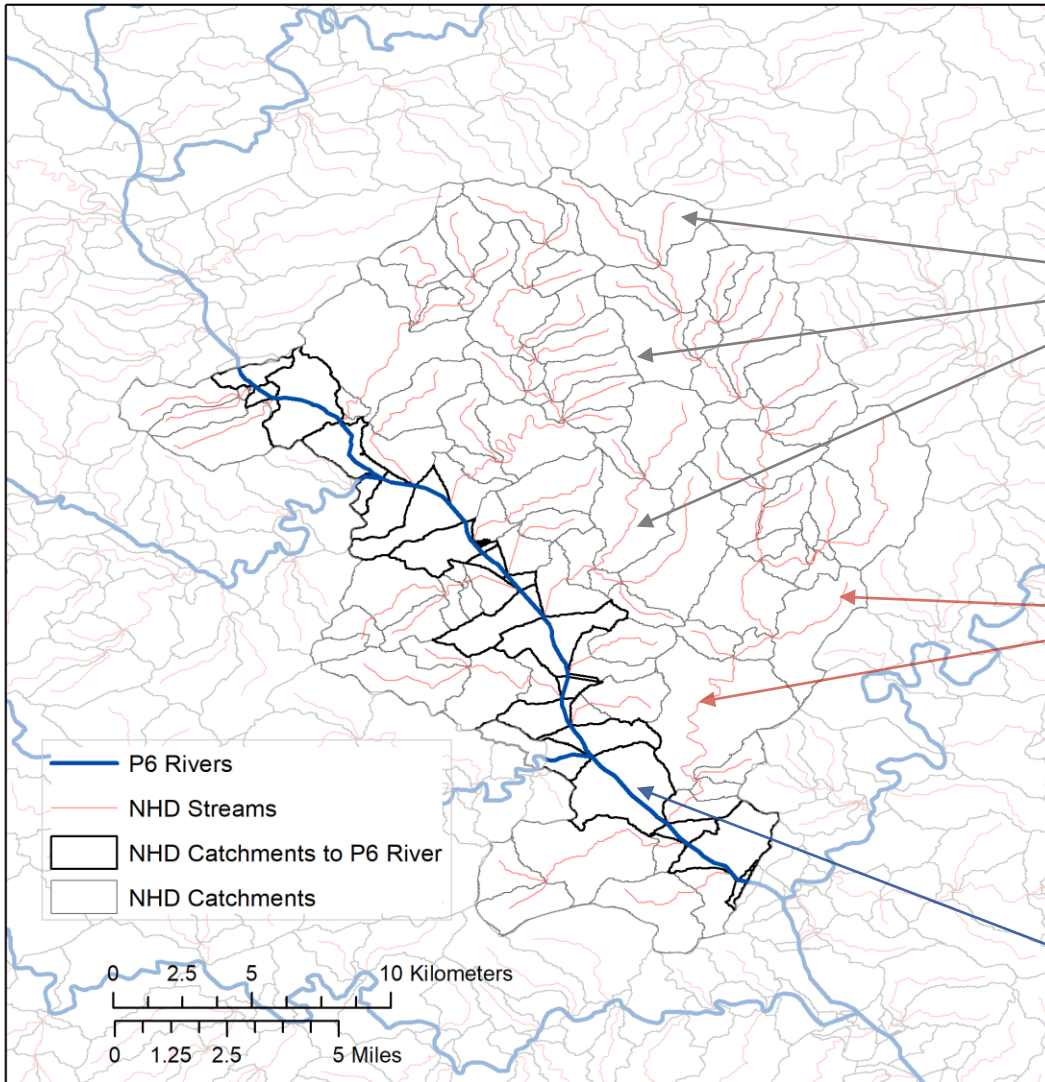 P6 Rivers
NHD Streams
NHD Catchments to P6 River
NHD Catchments
0 2.5 5 10 Kilometers
0 1.25 2.5 5 Miles